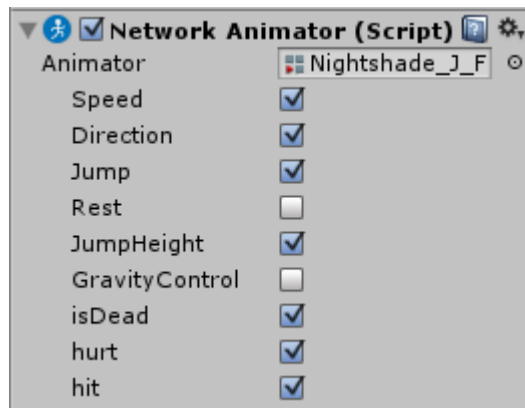 Network Animator (Script)
Animator Nightshade_J_F
Speed
Direction
Jump
Rest
JumpHeight
GravityControl
isDead
hurt
hit